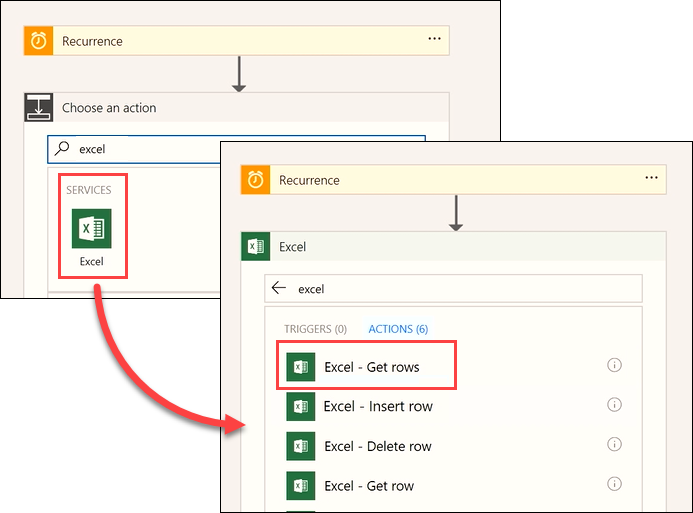 Recurrence
...
Choose an action
excel
SERVICES
Excel
Recurrence
...
Excel
excel
TRIGGERS (0) ACTIONS (6)
Excel - Get rows
Excel - Insert row
Excel - Delete row
Excel - Get row